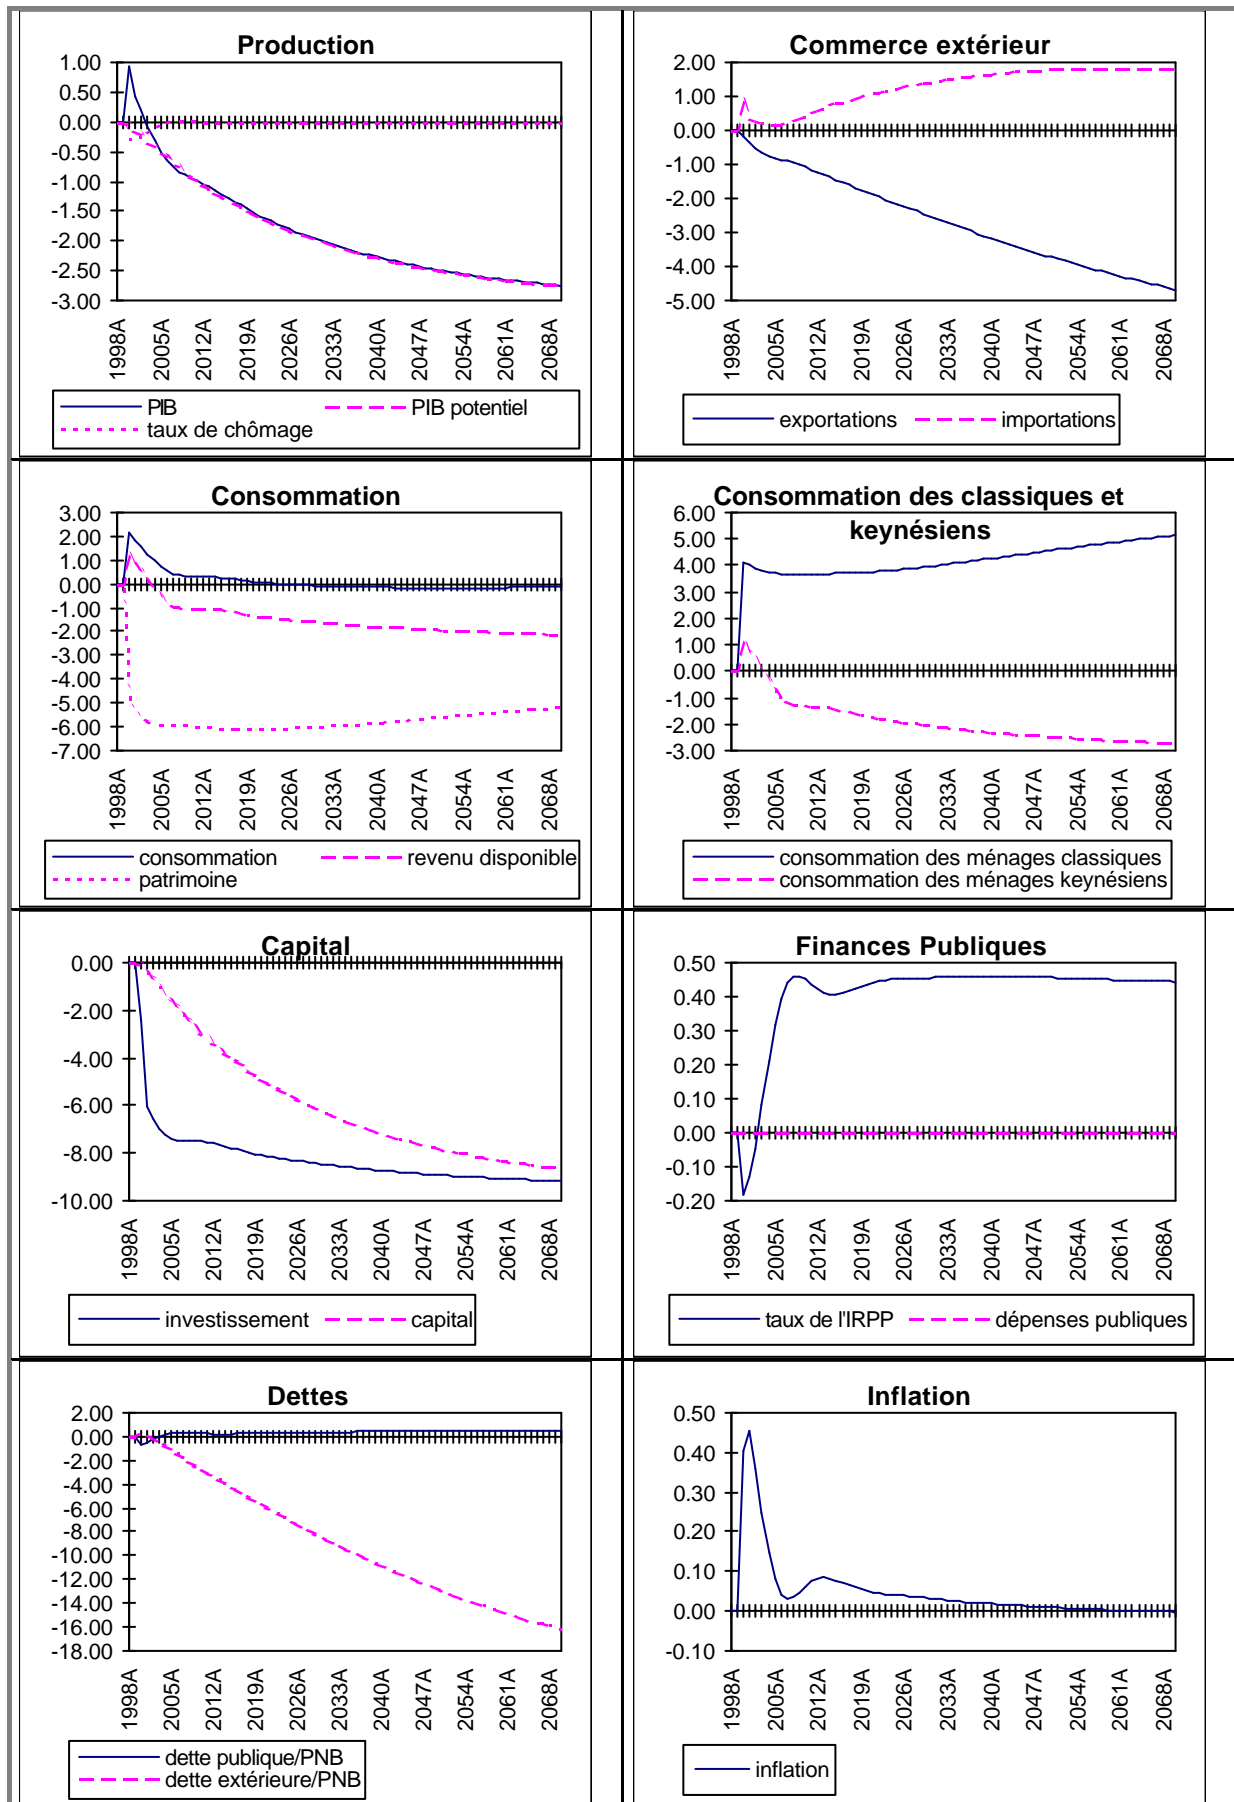 Production
1.00
0.50
0.00
-0.50
-1.00
-1.50
-2.00
-2.50
-3.00
1998A 2005A 2012A 2019A 2026A 2033A 2040A 2047A 2054A 2061A 2068A
PIB PIB potentiel
taux de chômage
Commerce extérieur
2.00
1.00
0.00
-1.00
-2.00
-3.00
-4.00
-5.00
1998A 2005A 2012A 2019A 2026A 2033A 2040A 2047A 2054A 2061A 2068A
exportations importations
Consommation
3.00
2.00
1.00
0.00
-1.00
-2.00
-3.00
-4.00
-5.00
-6.00
-7.00
1998A 2005A 2012A 2019A 2026A 2033A 2040A 2047A 2054A 2061A 2068A
consommation revenu disponible
patrimoine
Consommation des classiques et
keynésiens
6.00
5.00
4.00
3.00
2.00
1.00
0.00
-1.00
-2.00
-3.00
1998A 2005A 2012A 2019A 2026A 2033A 2040A 2047A 2054A 2061A 2068A
consommation des ménages classiques
consommation des ménages keynésiens
Capital
0.00
-2.00
-4.00
-6.00
-8.00
-10.00
1998A 2005A 2012A 2019A 2026A 2033A 2040A 2047A 2054A 2061A 2068A
investissement capital
Finances Publiques
0.50
0.40
0.30
0.20
0.10
0.00
-0.10
-0.20
1998A 2005A 2012A 2019A 2026A 2033A 2040A 2047A 2054A 2061A 2068A
taux de l'IRPP dépenses publiques
Dettes
2.00
0.00
-2.00
-4.00
-6.00
-8.00
-10.00
-12.00
-14.00
-16.00
-18.00
1998A 2005A 2012A 2019A 2026A 2033A 2040A 2047A 2054A 2061A 2068A
dette publique/PNB
dette extérieure/PNB
Inflation
0.50
0.40
0.30
0.20
0.10
0.00
-0.10
1998A 2005A 2012A 2019A 2026A 2033A 2040A 2047A 2054A 2061A 2068A
inflation